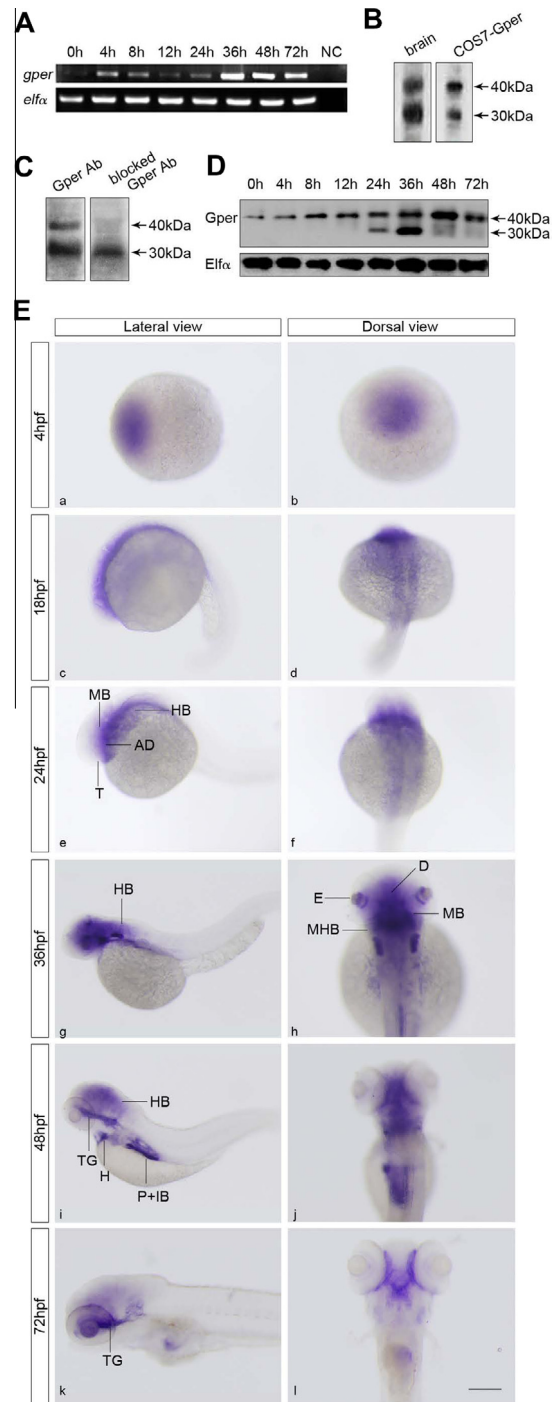 A
0h 4h 8h 12h 24h 36h 48h 72h NC
gper
elfα
B
brain COS7-Gper
40kDa
30kDa
C
Gper Ab blocked Gper Ab
40kDa
30kDa
D
0h 4h 8h 12h 24h 36h 48h 72h
Gper
40kDa
30kDa
Elfα
E
Lateral view Dorsal view
4hpf
a b
18hpf
c d
24hpf
MB HB
AD
T
e f
36hpf
HB
D
E
MB
MHB
g h
48hpf
HB
TG
H
P+IB
i j
72hpf
TG
k l